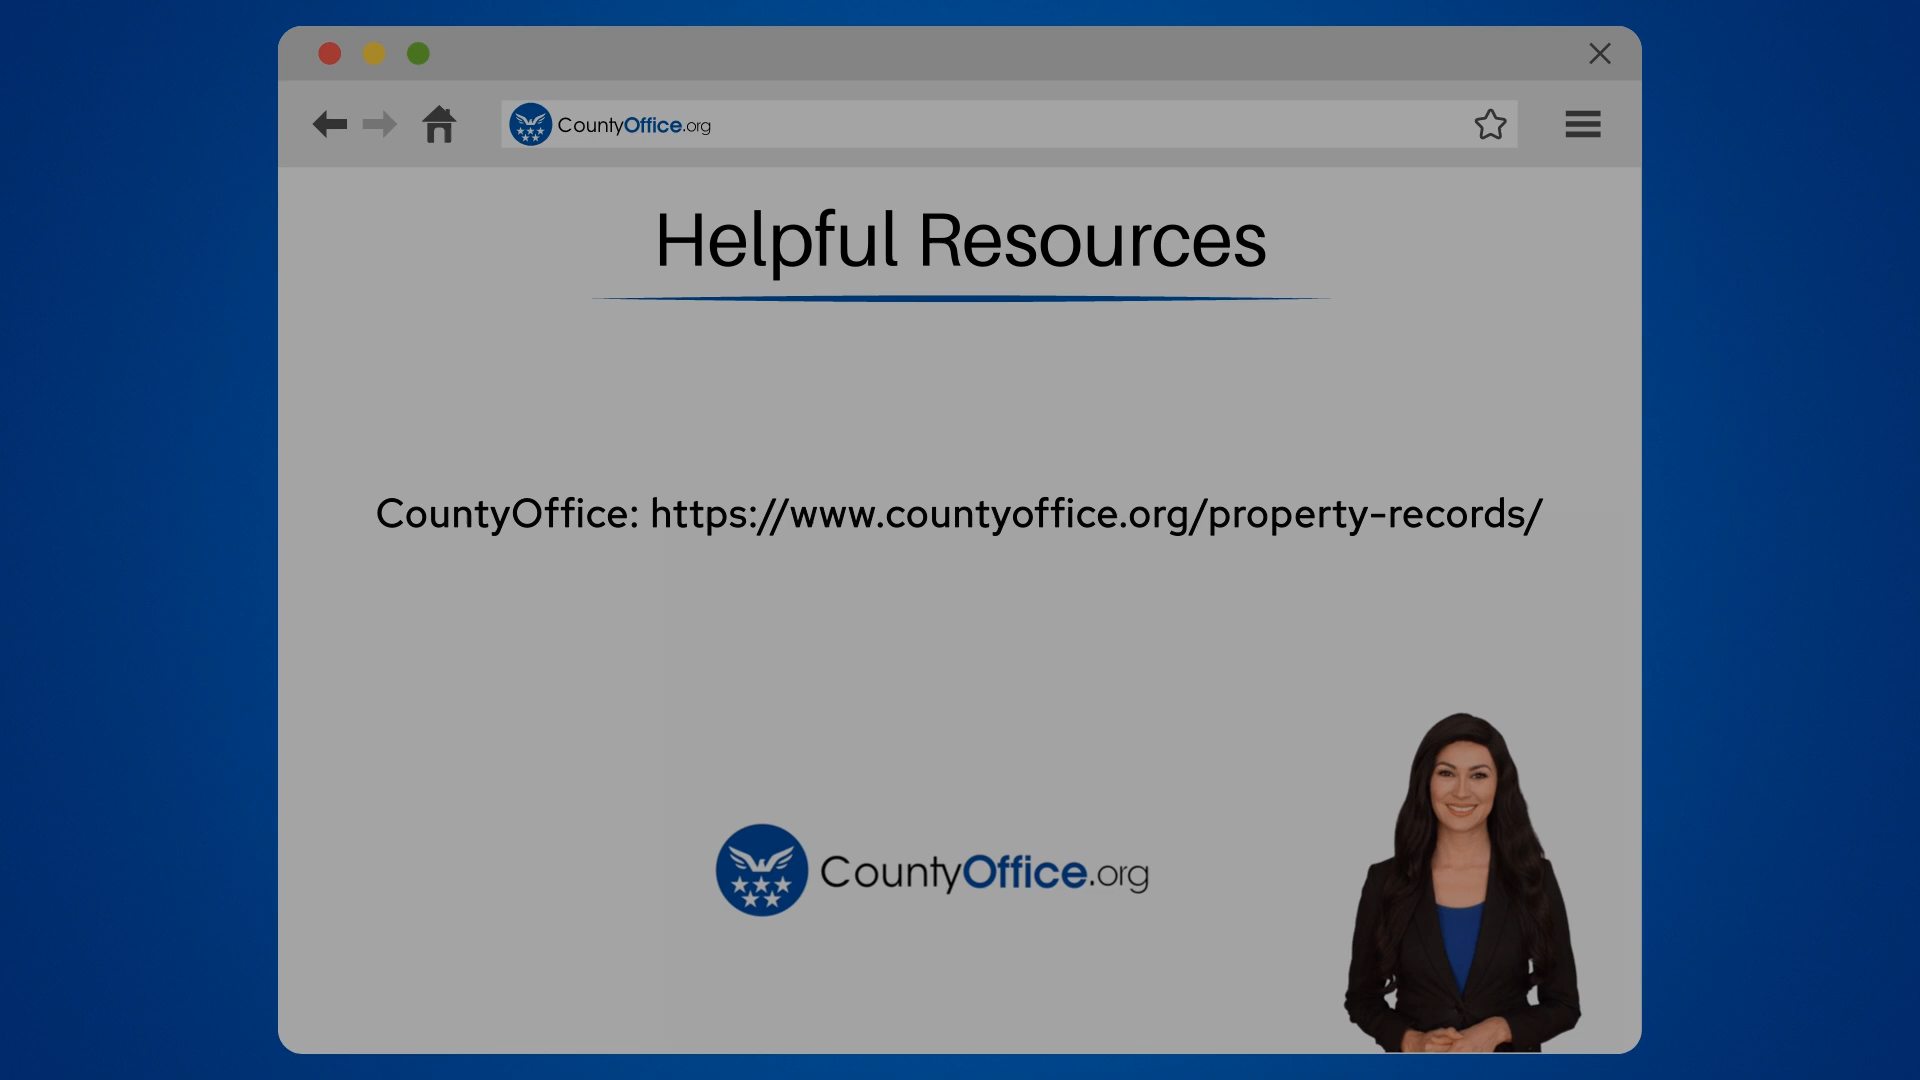 CountyOffice.org
Helpful Resources
CountyOffice: https://www.countyoffice.org/property-records/
CountyOffice.org